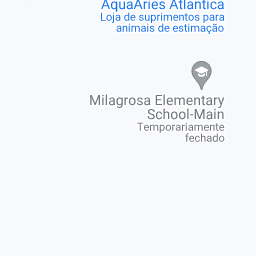 AquaAries Atlantica
Loja de suprimentos para
animais de estimação
Milagrosa Elementary
School-Main
Temporariamente
fechado